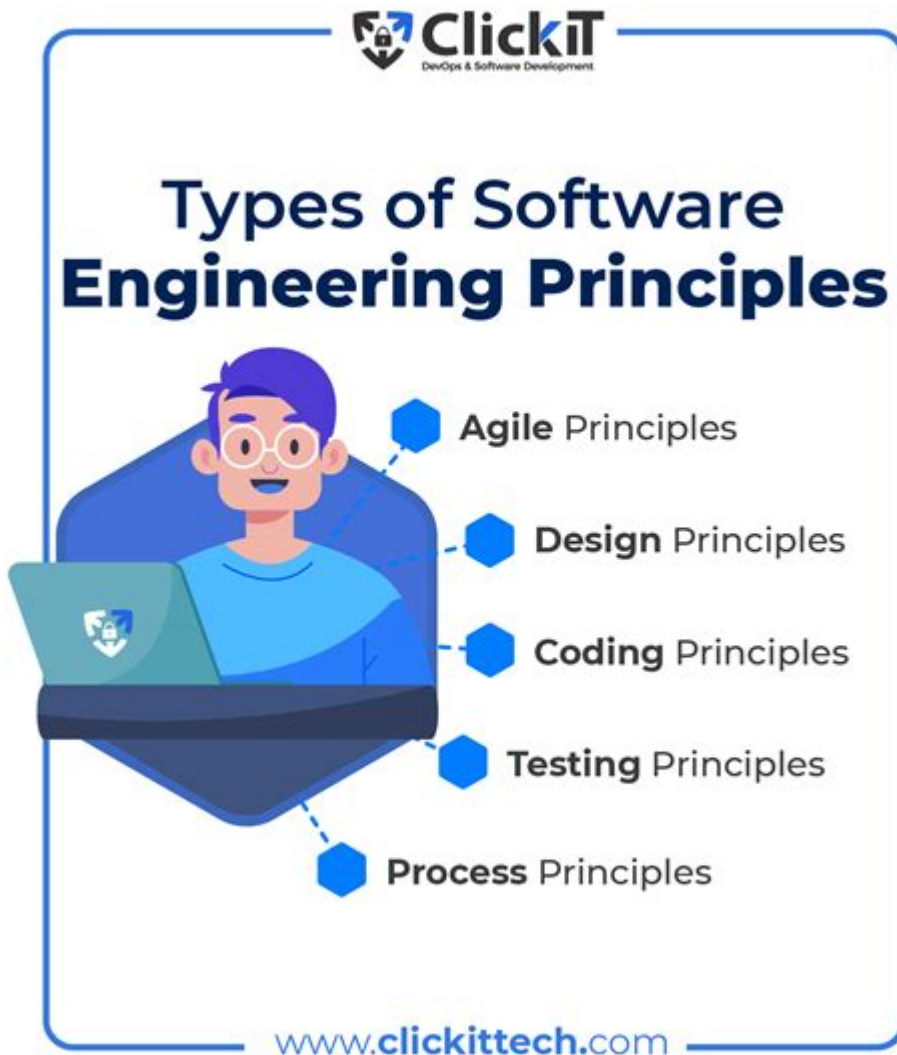 ClickIT
DevOps & Software Development
Types of Software
Engineering Principles
Agile Principles
Design Principles
Coding Principles
Testing Principles
Process Principles
www.clickittech.com